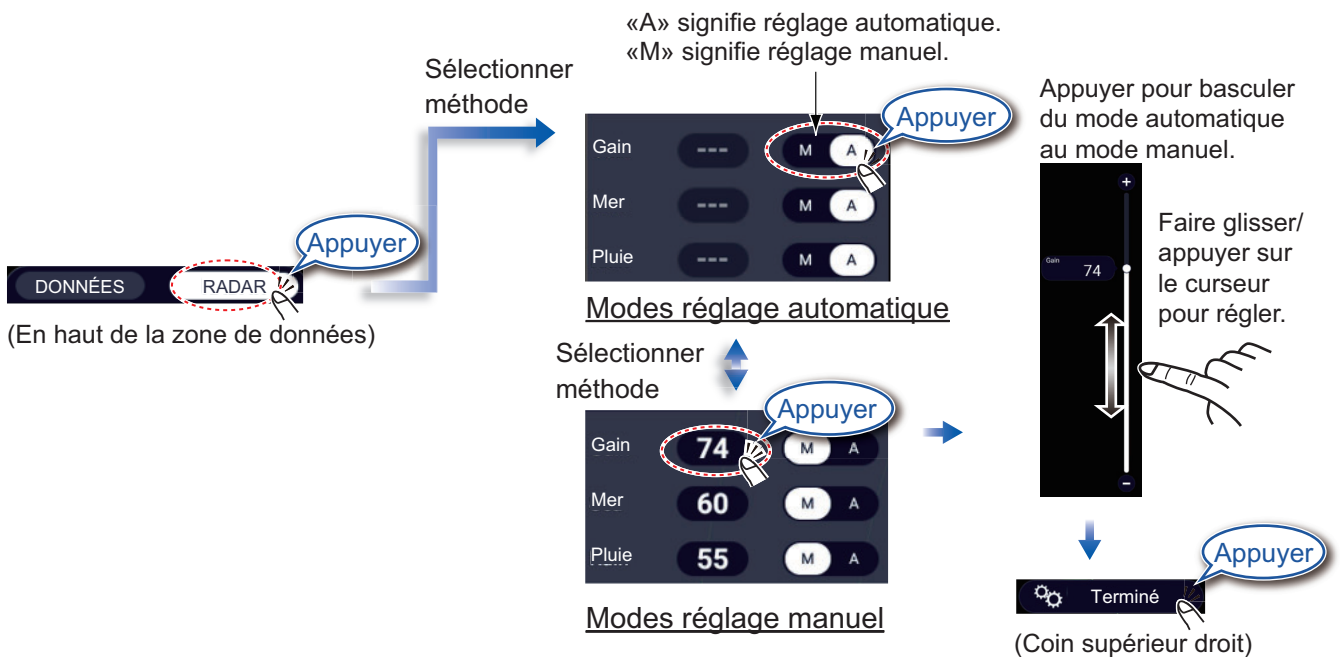 «A» signifie réglage automatique.
«M» signifie réglage manuel.
Sélectionner
méthode
Appuyer
Gain --- M A
Mer --- M A
Pluie --- M A
Modes réglage automatique
Appuyer
DONNÉES RADAR
(En haut de la zone de données)
Sélectionner
méthode
Appuyer
Gain 74 M A
Mer 60 M A
Pluie 55 M A
Modes réglage manuel
Appuyer pour basculer
du mode automatique
au mode manuel.
+
Gain 74
-
Faire glisser/
appuyer sur
le curseur
pour régler.
Appuyer
Terminé
(Coin supérieur droit)